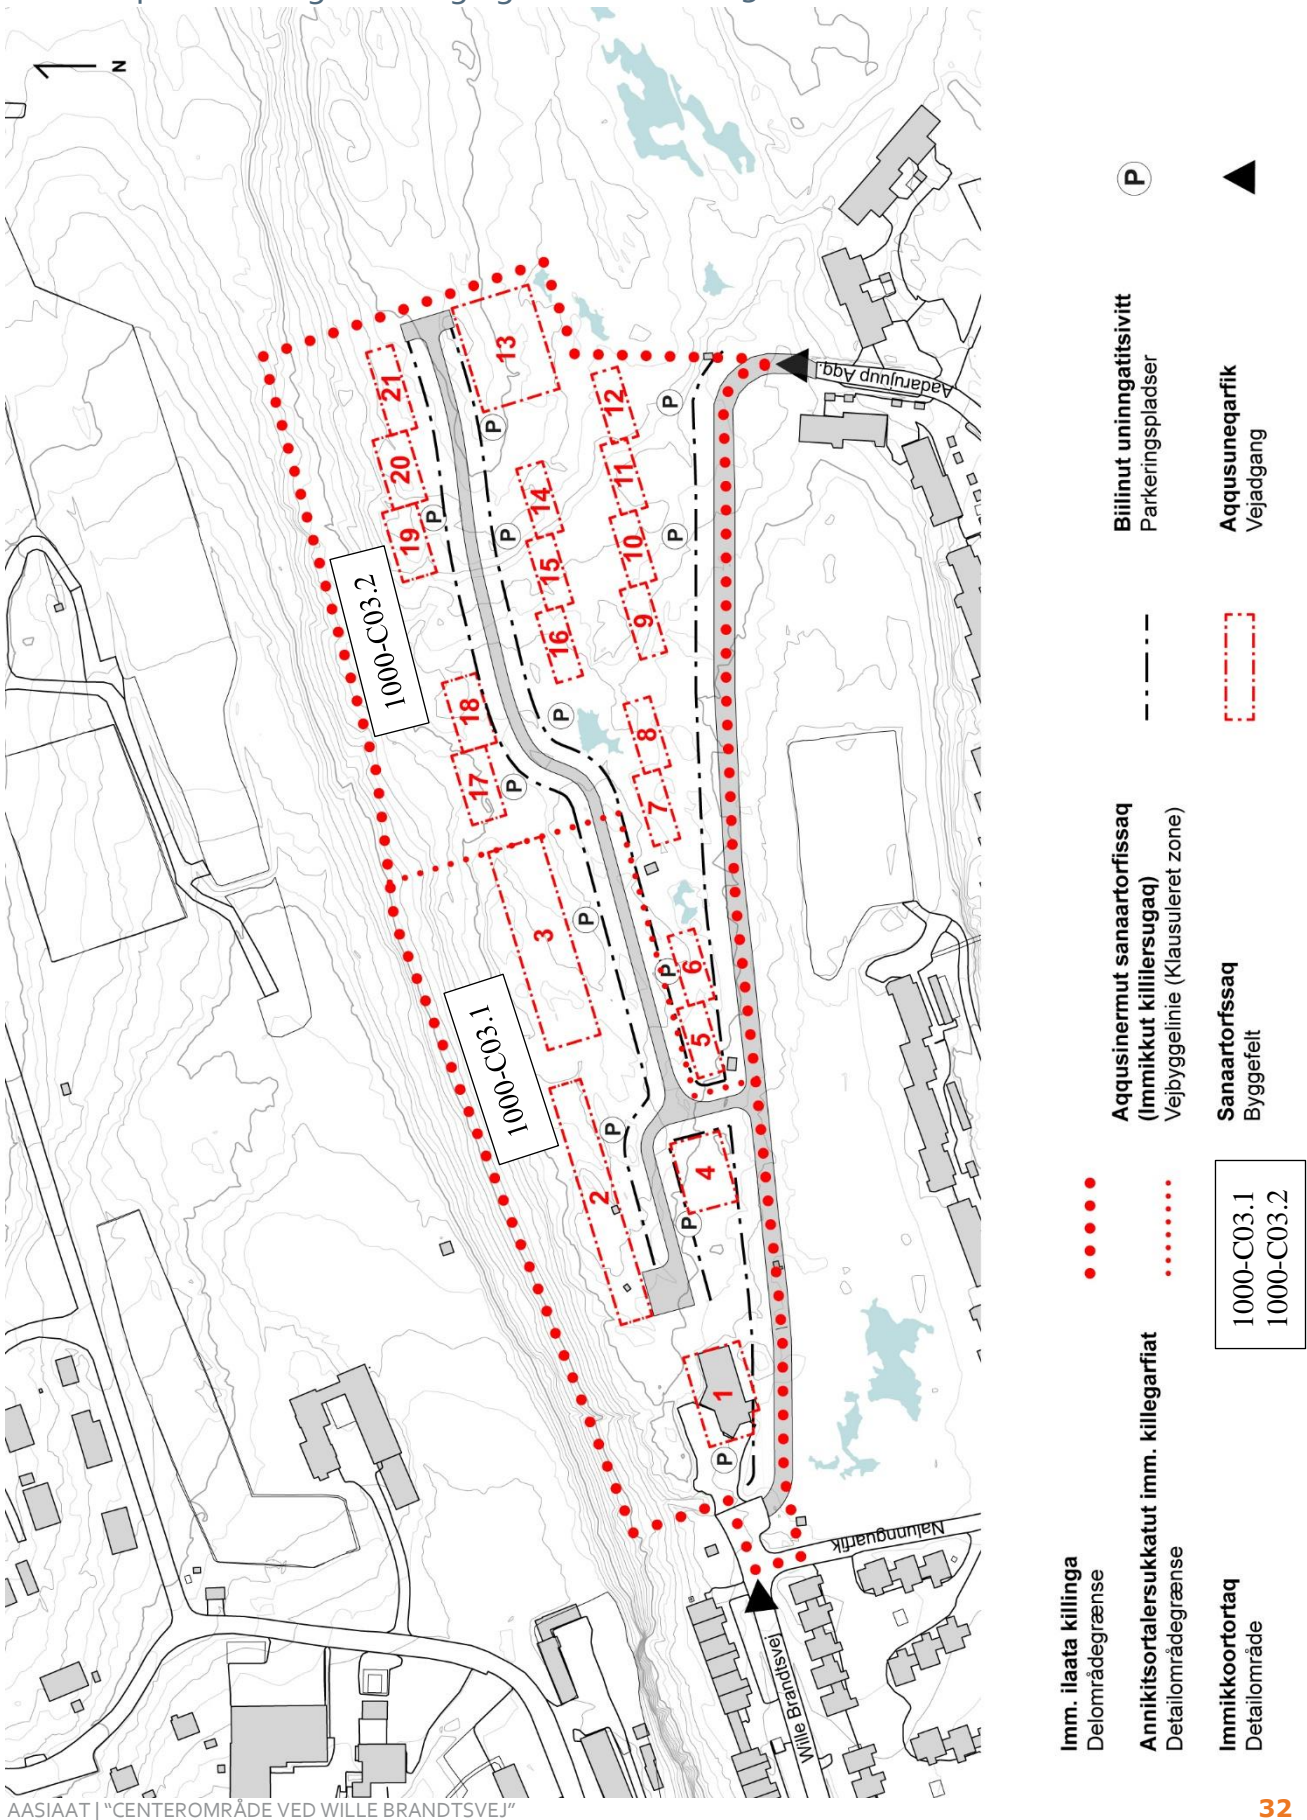 N
1000-C03.2
1000-C03.1
21
20
19
18
17
13
14
15
16
12
11
10
9
8
7
3
6
5
2
4
1
P
P
P
P
P
P
P
P
P
P
P
P
P
Aadarujuup Aqq.
Nalunnguarfik
Wille Brandtsvej
Imm. ilaata killinga
Delområdegrænse
Annikitsortalersukkatut imm. killegarfiat
Detailområdegrænse
Immikkoortortaq
Detailområde
1000-C03.1
1000-C03.2
Aqqusinermut sanaartorfissaq
(Immikkut killilersugaq)
Vejbyggelinie (Klausuleret zone)
Sanaartorfssaq
Byggefelt
Biilinut uninngatitsivitt
Parkeringspladser
P
Aqqusuneqarfik
Vejadgang
AASIAAT | "CENTEROMRÅDE VED WILLE BRANDTSVEJ"
32